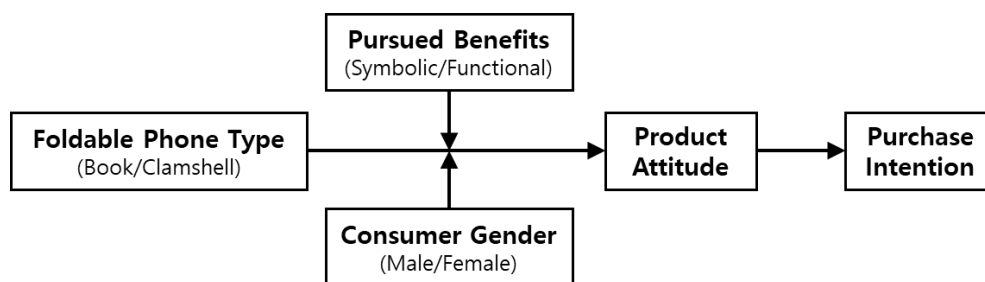 Pursued Benefits
(Symbolic/Functional)
Foldable Phone Type
(Book/Clamshell)
Product
Attitude
Purchase
Intention
Consumer Gender
(Male/Female)